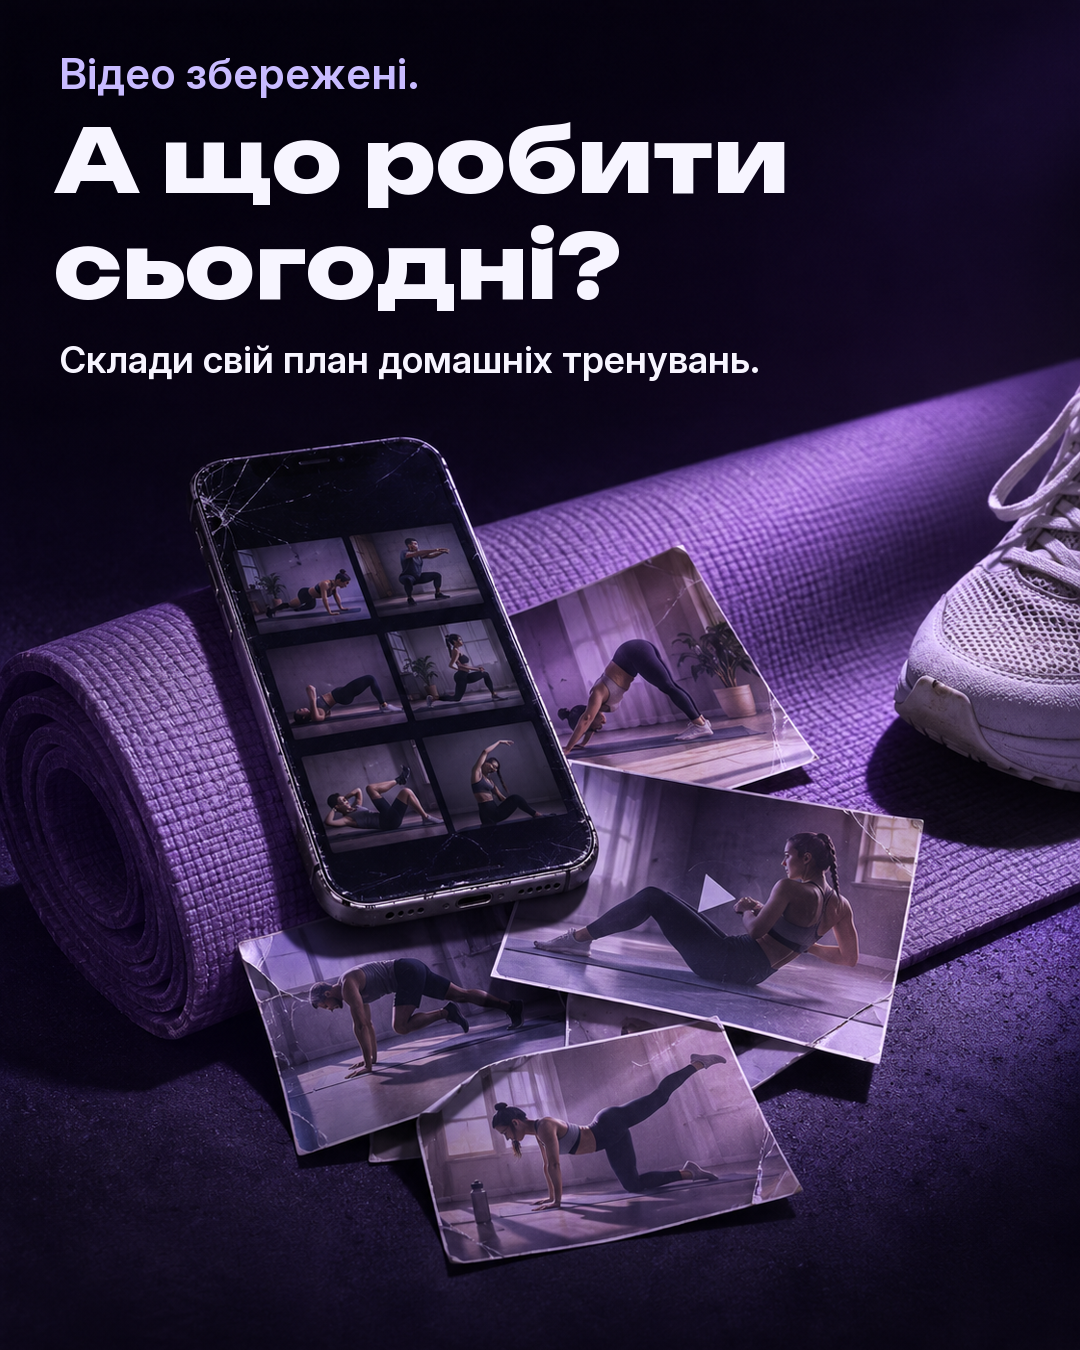 Відео збережені.
А що робити
сьогодні?
Склади свій план домашніх тренувань.